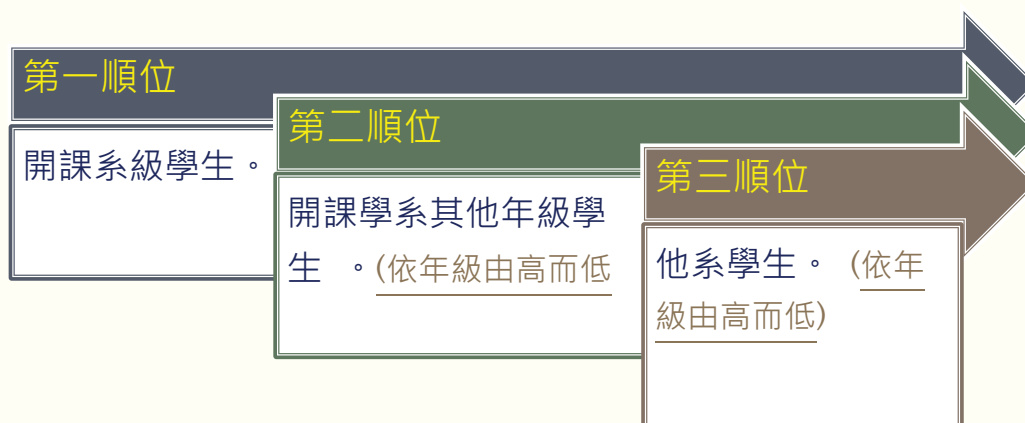 第一順位
開課系級學生。
第二順位
開課學系其他年級學
生 。(依年級由高而低
第三順位
他系學生。 (依年
級由高而低)